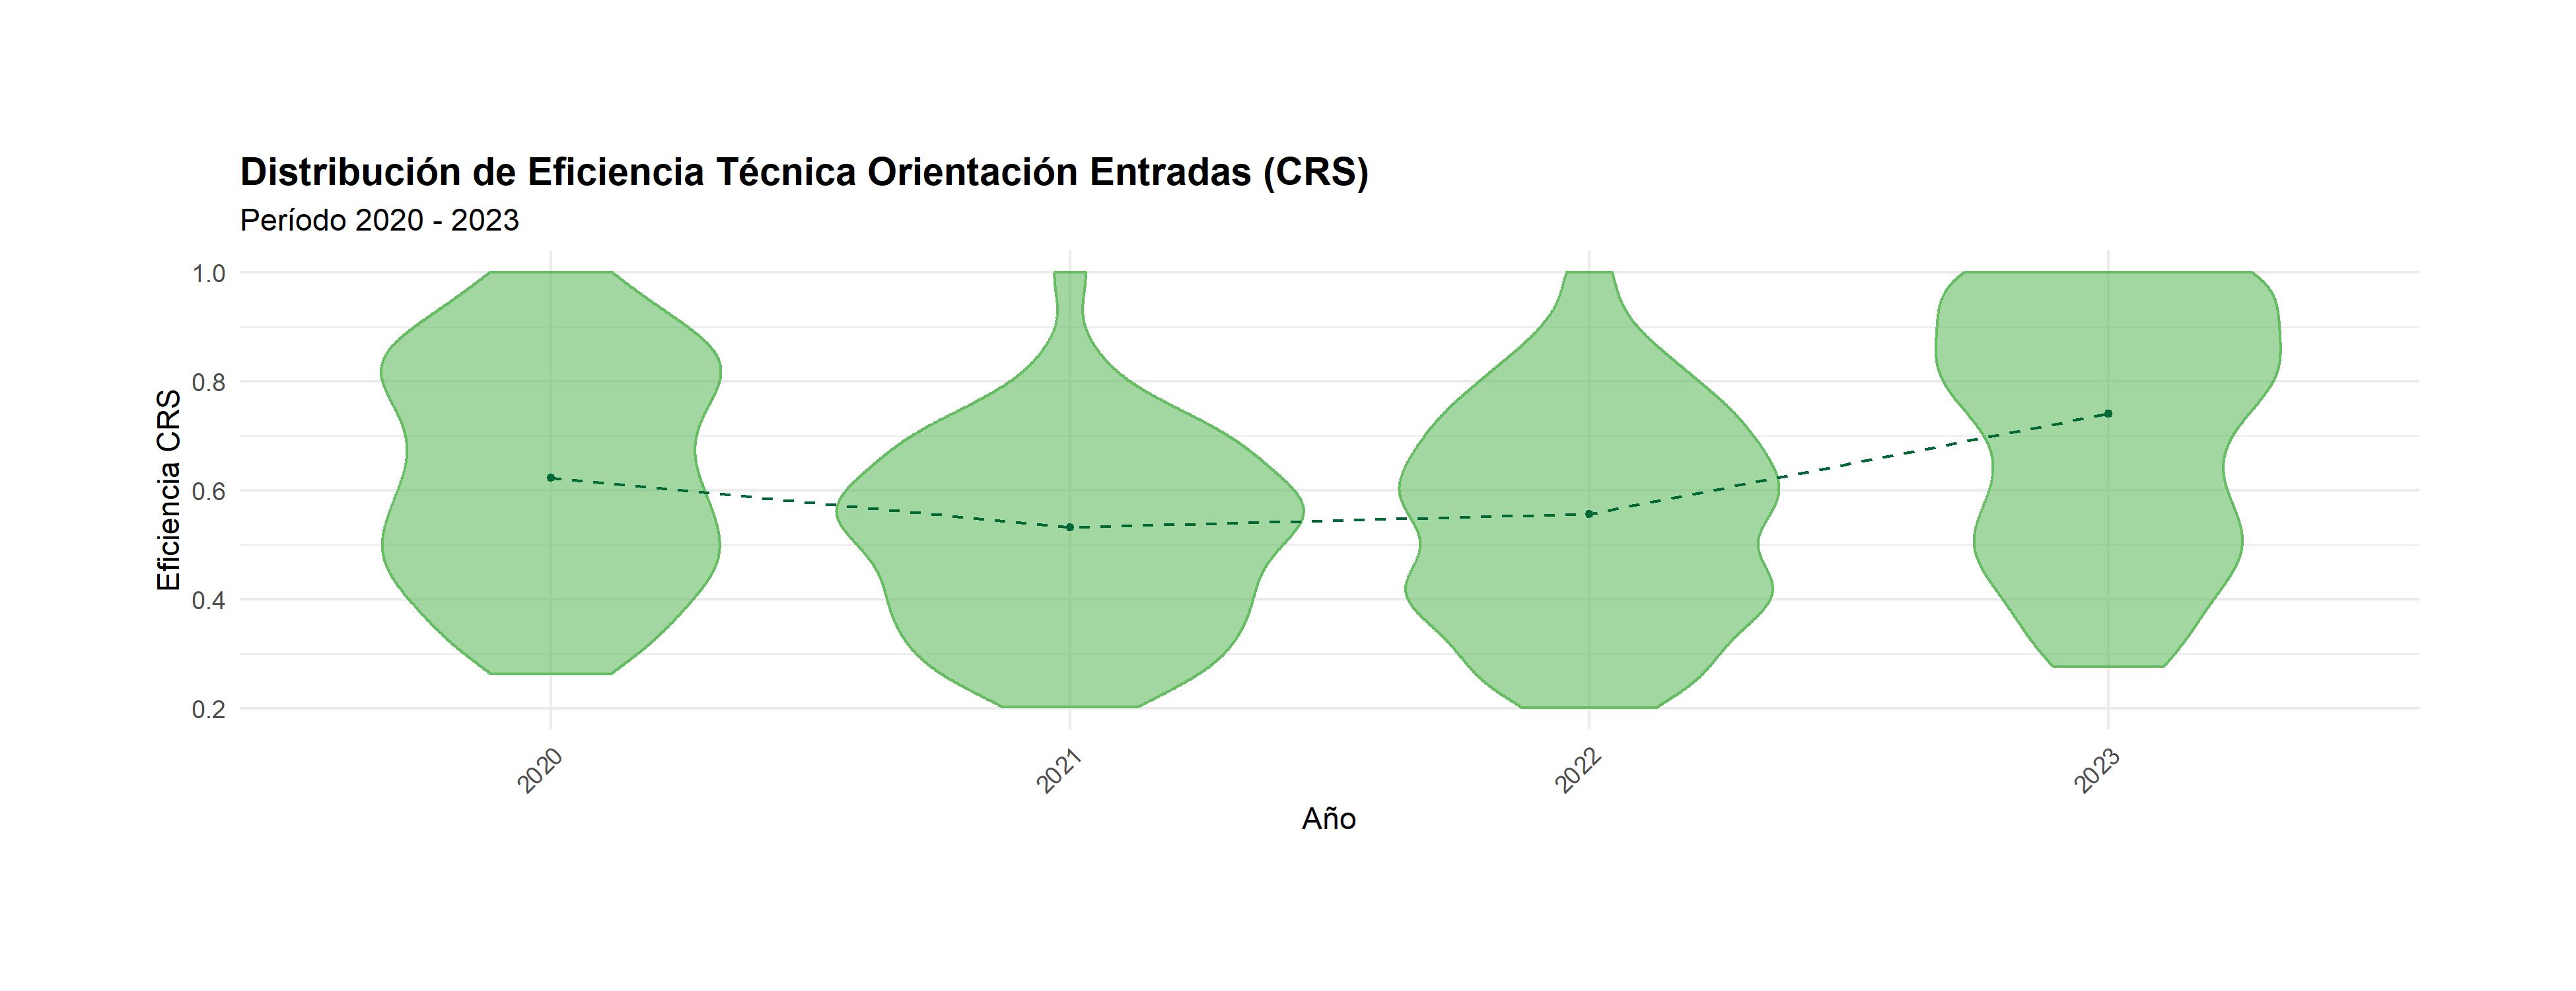 Distribución de Eficiencia Técnica Orientación Entradas (CRS)
Período 2020 - 2023
Eficiencia CRS
1.0
0.8
0.6
0.4
0.2
2020
2021
2022
2023
Año